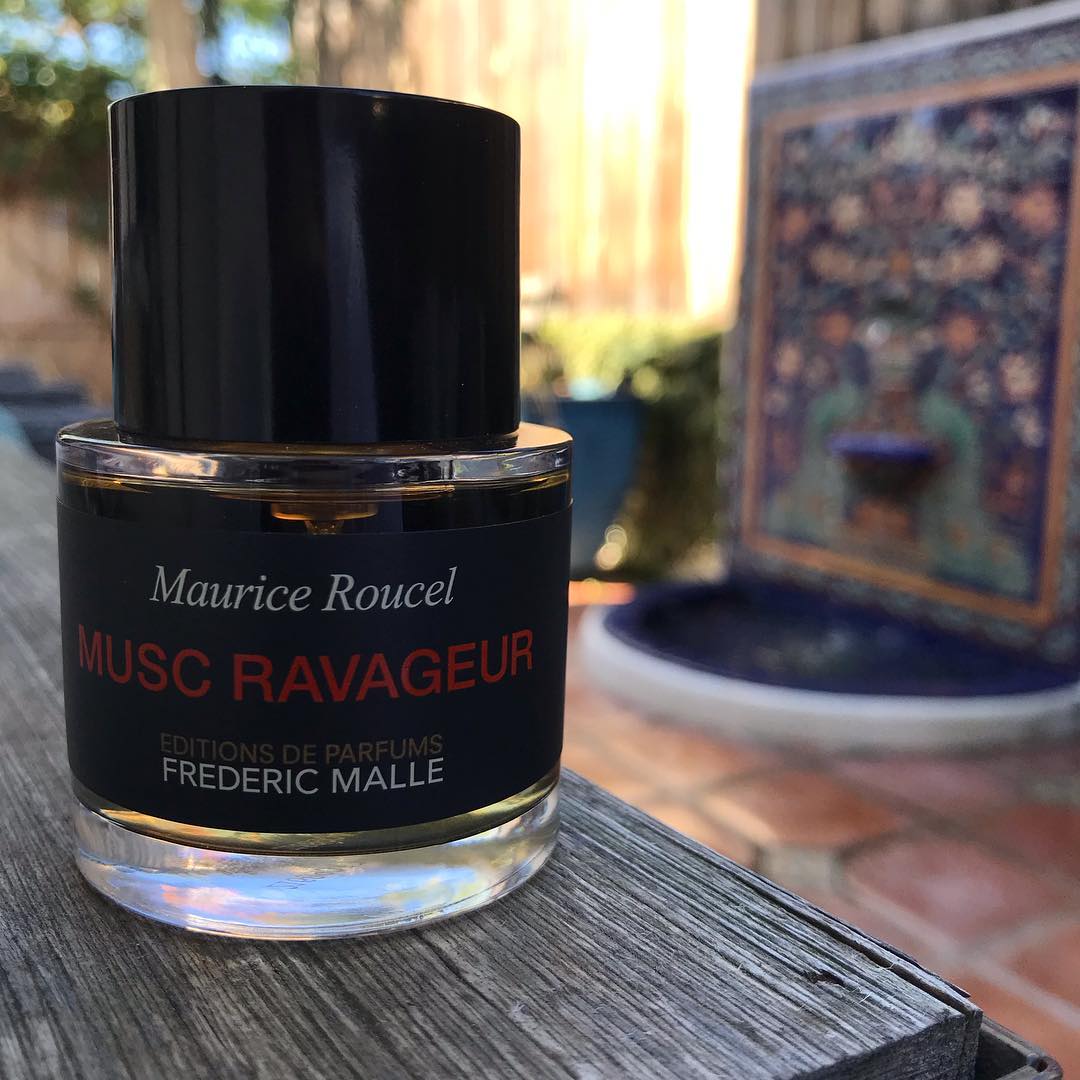 Maurice Roucel
MUSC RAVAGEUR
EDITIONS DE PARFUMS
FREDERIC MALLE